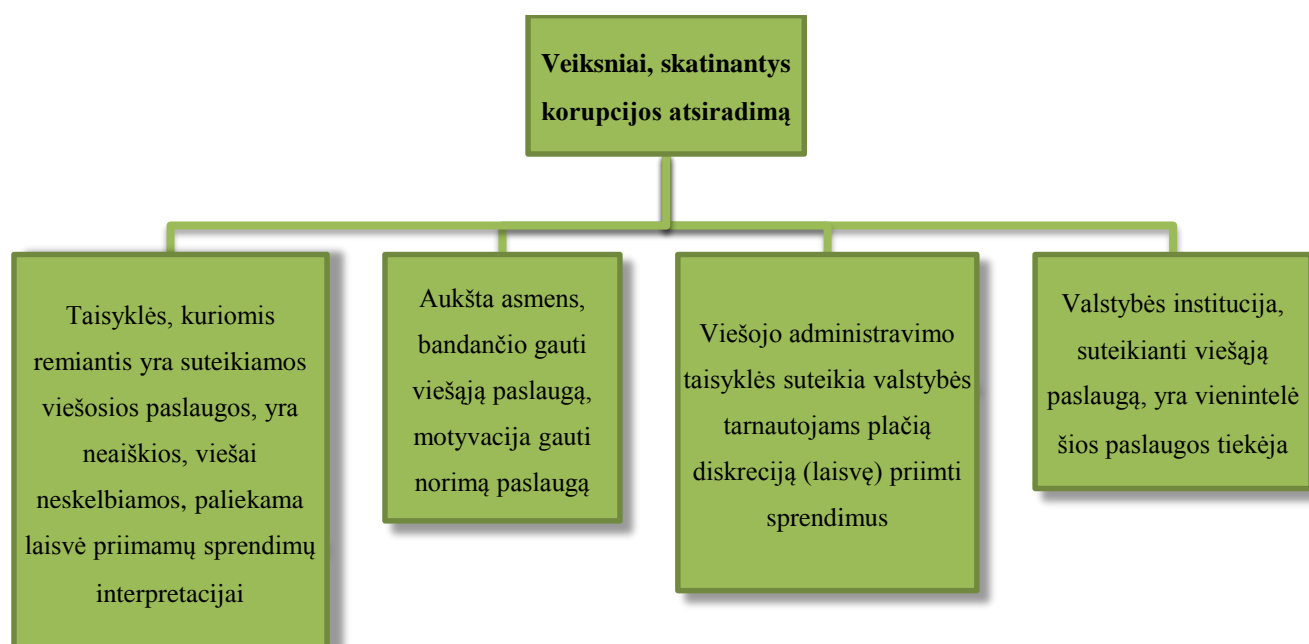 Veiksniai, skatinantys
korupcijos atsiradimą
Taisyklės, kuriomis
remiantis yra suteikiamos
viešosios paslaugos, yra
neaiškios, viešai
neskelbiamos, paliekama
laisvė priimamų sprendimų
interpretacijai
Aukšta asmens,
bandančio gauti
viešąją paslaugą,
motyvacija gauti
norimą paslaugą
Viešojo administravimo
taisyklės suteikia valstybės
tarnautojams plačią
diskreciją (laisvę) priimti
sprendimus
Valstybės institucija,
suteikianti viešąją
paslaugą, yra vienintelė
šios paslaugos tiekėja